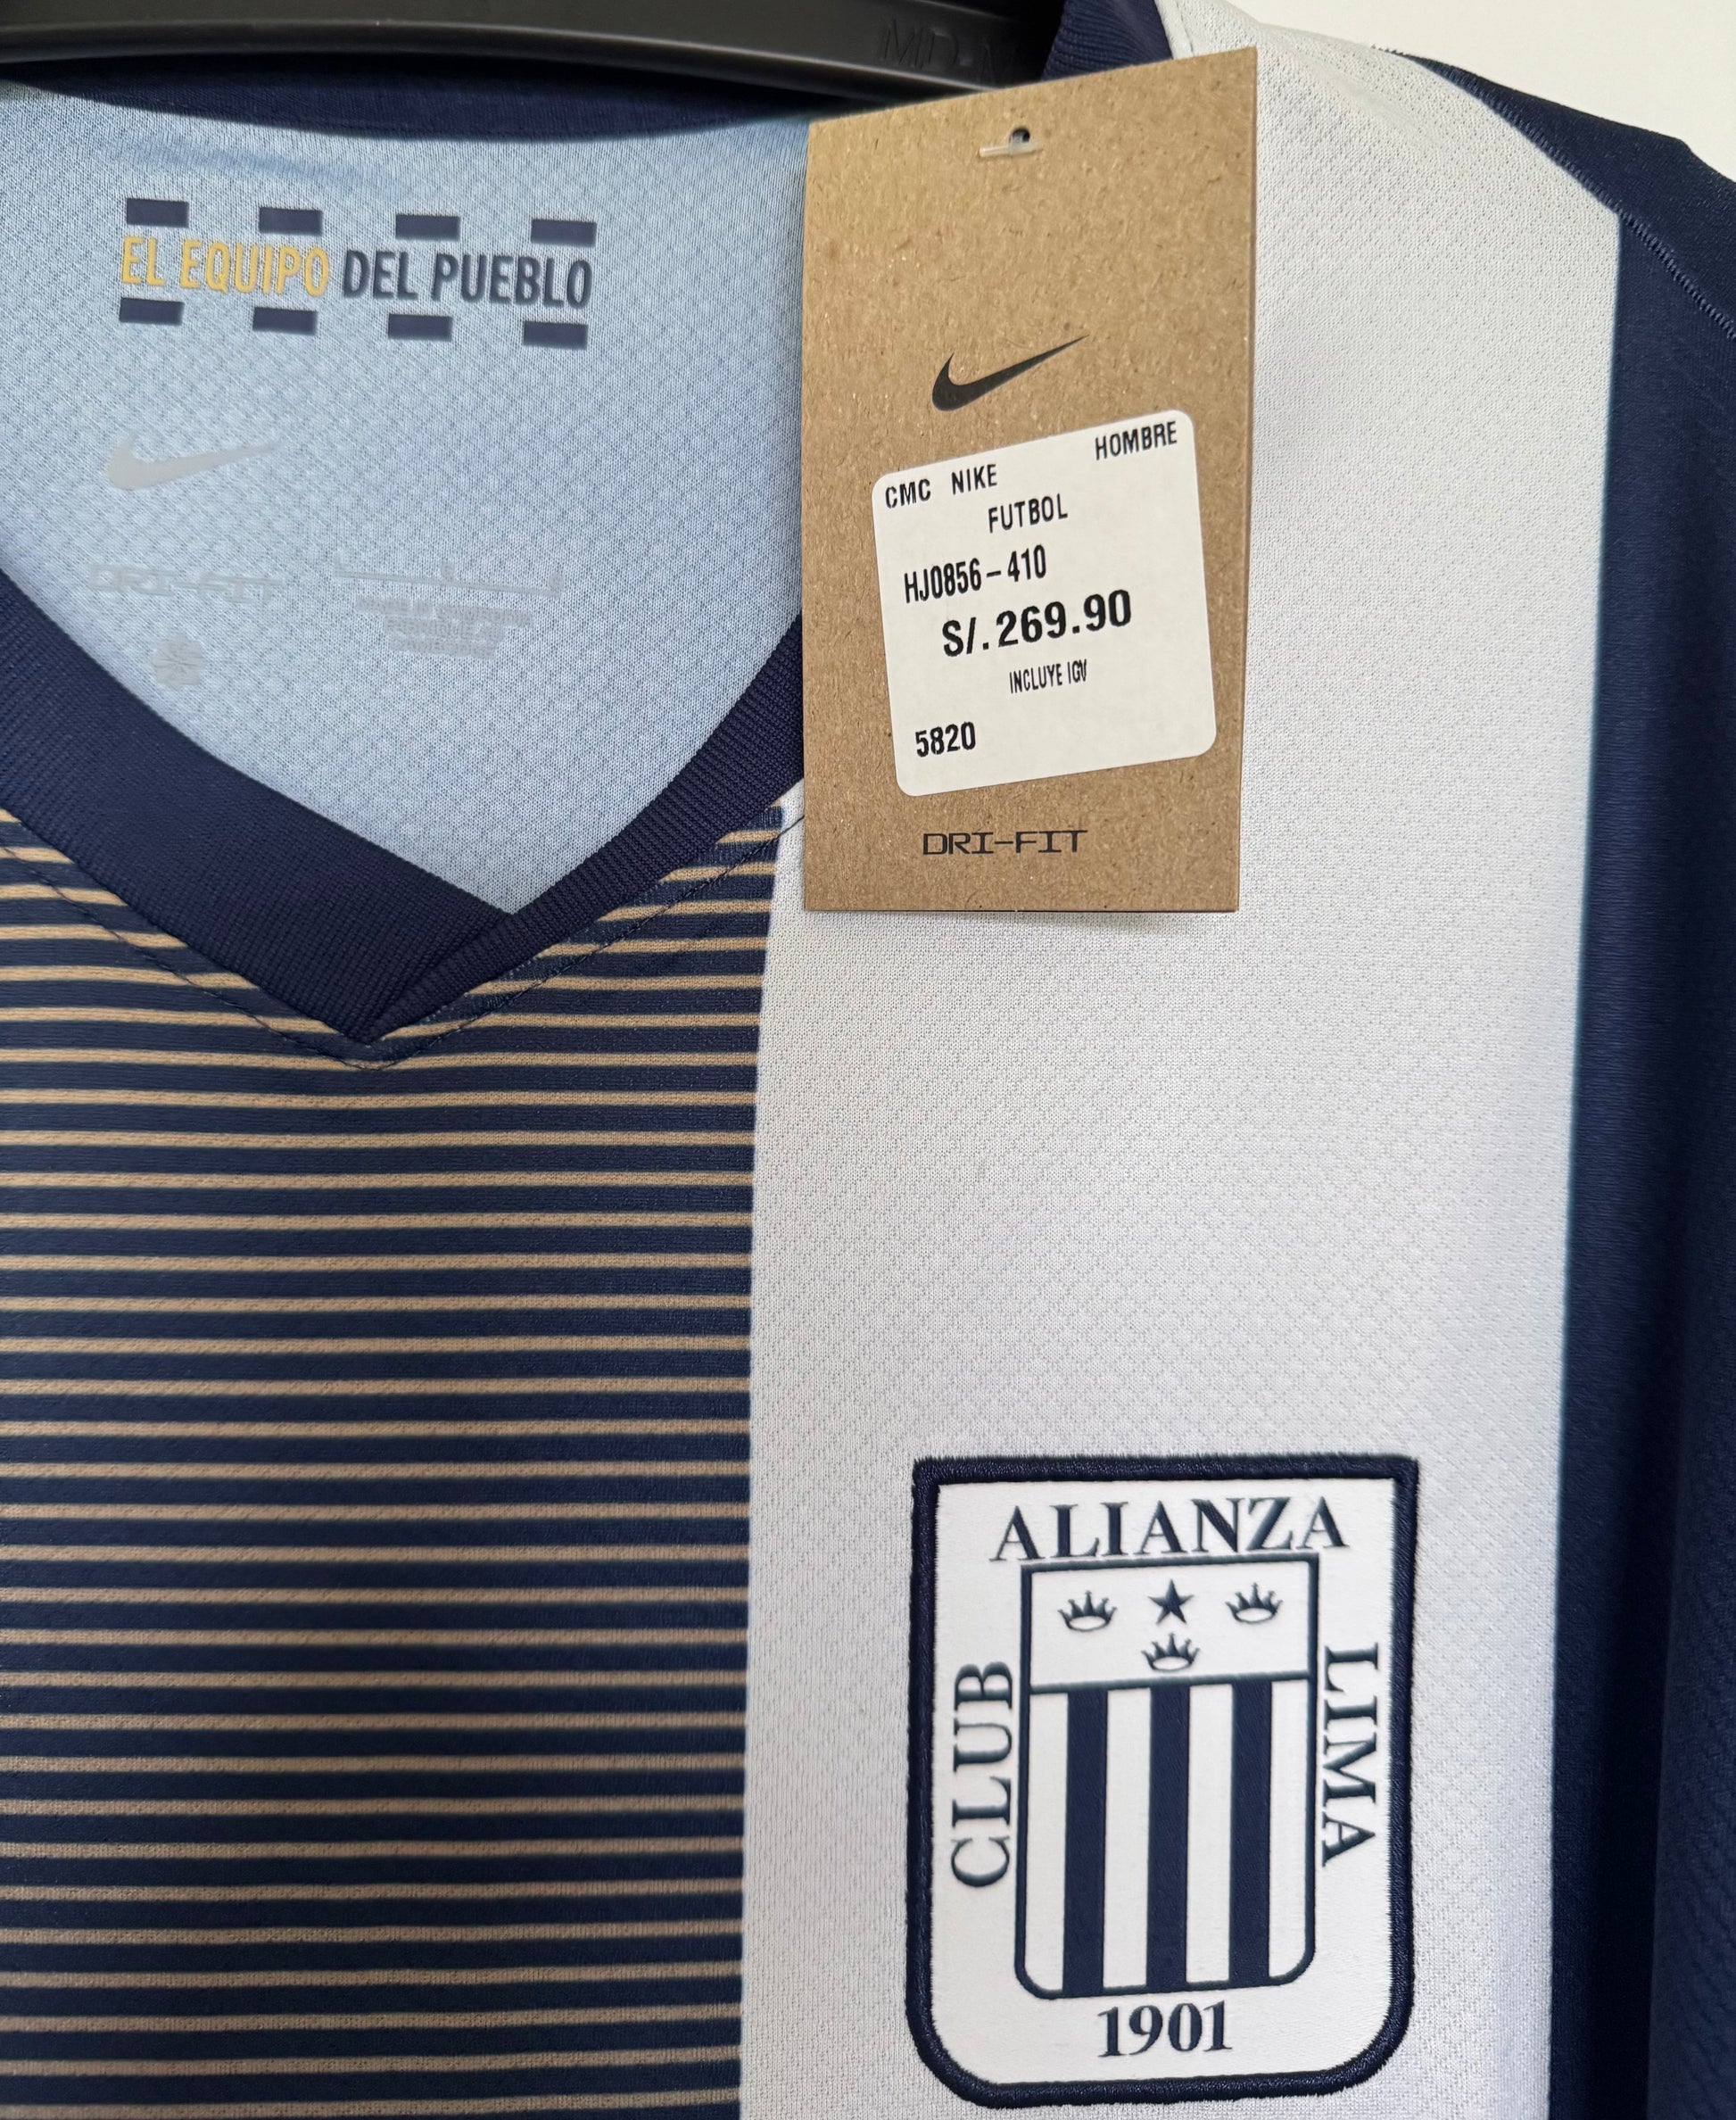 MD-M
EL EQUIPO DEL PUEBLO
HOMBRE
CMC NIKE
FUTBOL
HJ0856-410
S/.269.90
INCLUYE IGV
5820
DRI-FIT
DRI-FIT
L
ALIANZA
CLUB
LIMA
1901